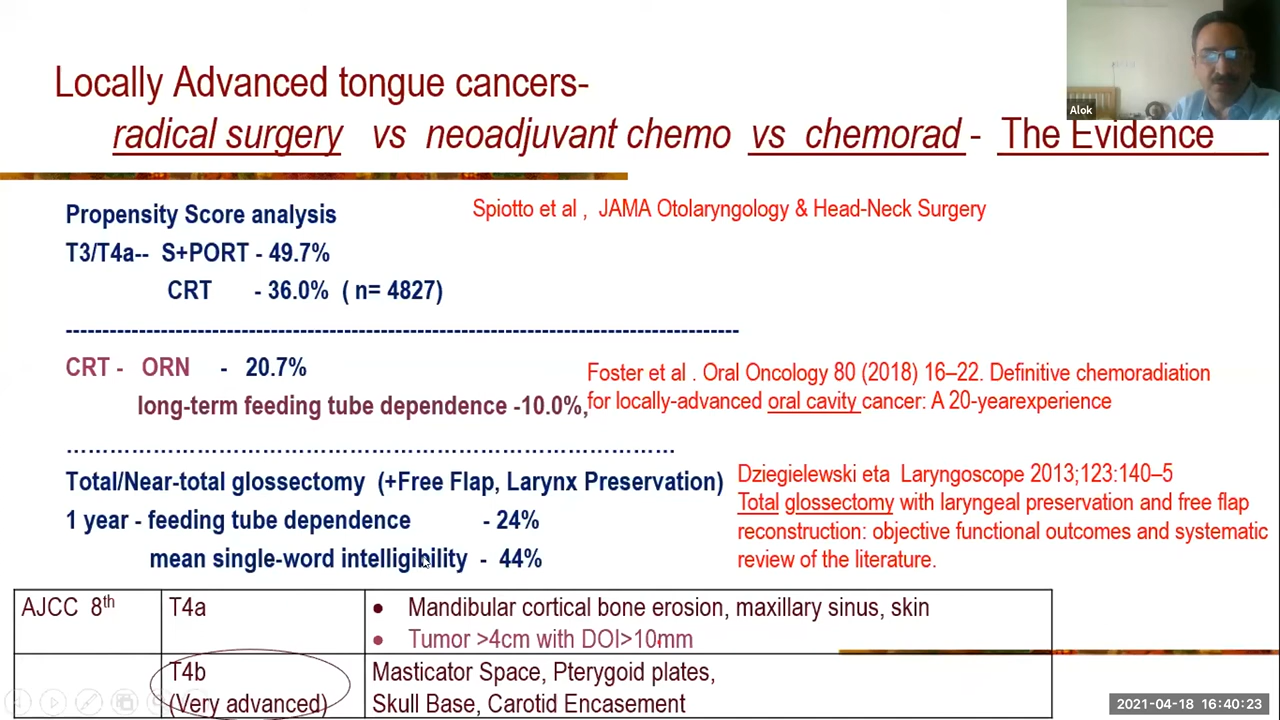 Locally Advanced tongue cancers-
radical surgery vs neoadjuvant chemo vs chemorad - The Evidence
Alok
Propensity Score analysis
Spiotto et al , JAMA Otolaryngology & Head-Neck Surgery
T3/T4a-- S+PORT - 49.7%
CRT - 36.0% ( n= 4827)
CRT - ORN - 20.7%
long-term feeding tube dependence -10.0%,
Foster et al . Oral Oncology 80 (2018) 16–22. Definitive chemoradiation
for locally-advanced oral cavity cancer: A 20-yearexperience
Total/Near-total glossectomy (+Free Flap, Larynx Preservation)
1 year - feeding tube dependence - 24%
mean single-word intelligibility - 44%
Dziegielewski eta Laryngoscope 2013;123:140–5
Total glossectomy with laryngeal preservation and free flap
reconstruction: objective functional outcomes and systematic
review of the literature.
AJCC 8th T4a • Mandibular cortical bone erosion, maxillary sinus, skin
• Tumor >4cm with DOI>10mm
T4b Masticator Space, Pterygoid plates,
(Very advanced) Skull Base, Carotid Encasement
2021-04-18 16:40:23